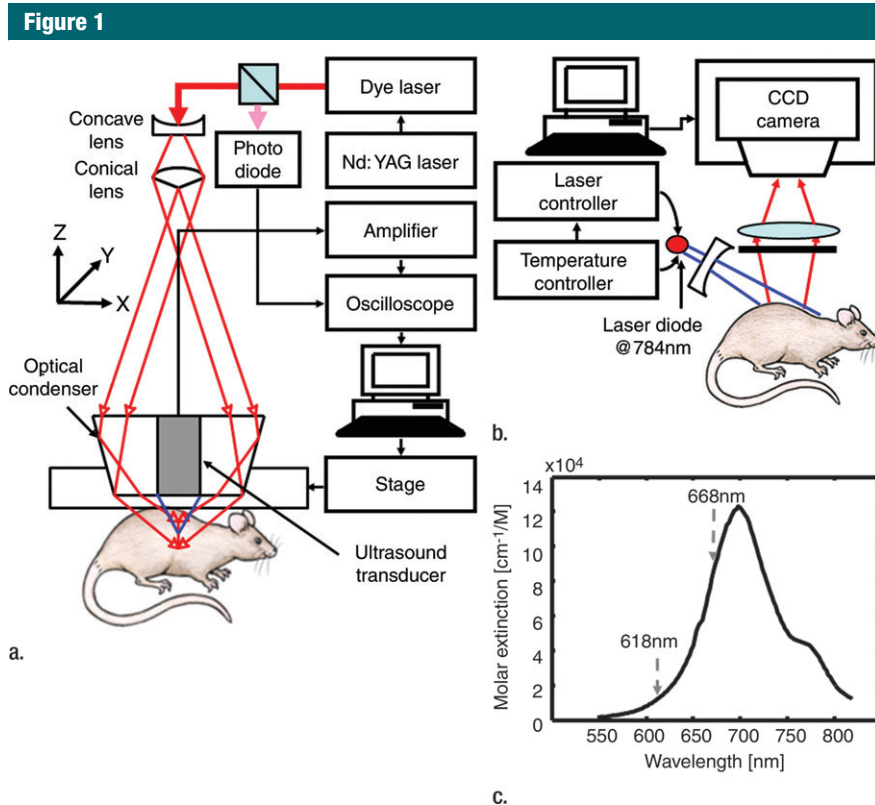 Figure 1
Concave
lens
Conical
lens
Photo
diode
Dye laser
Nd: YAG laser
Amplifier
Oscilloscope
Z
Y
X
Optical
condenser
Stage
Ultrasound
transducer
a.
CCD
camera
Laser
controller
Temperature
controller
Laser diode
@784nm
b.
x10⁴
14
12
10
8
6
4
2
0
Molar extinction [cm⁻¹/M]
668nm
618nm
550 600 650 700 750 800
Wavelength [nm]
c.